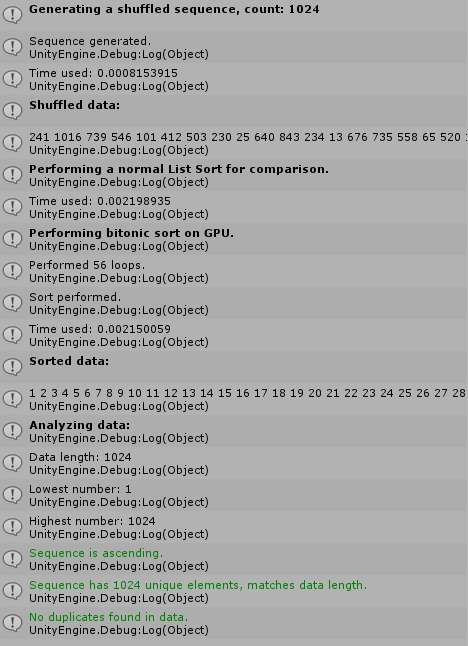 Generating a shuffled sequence, count: 1024
Sequence generated.
UnityEngine.Debug:Log(Object)
Time used: 0.0008153915
UnityEngine.Debug:Log(Object)
Shuffled data:
241 1016 739 546 101 412 503 230 25 640 843 234 13 676 735 558 65 520
UnityEngine.Debug:Log(Object)
Performing a normal List Sort for comparison.
UnityEngine.Debug:Log(Object)
Time used: 0.002198935
UnityEngine.Debug:Log(Object)
Performing bitonic sort on GPU.
UnityEngine.Debug:Log(Object)
Performed 56 loops.
UnityEngine.Debug:Log(Object)
Sort performed.
UnityEngine.Debug:Log(Object)
Time used: 0.002150059
UnityEngine.Debug:Log(Object)
Sorted data:
1 2 3 4 5 6 7 8 9 10 11 12 13 14 15 16 17 18 19 20 21 22 23 24 25 26 27 28
UnityEngine.Debug:Log(Object)
Analyzing data:
UnityEngine.Debug:Log(Object)
Data length: 1024
UnityEngine.Debug:Log(Object)
Lowest number: 1
UnityEngine.Debug:Log(Object)
Highest number: 1024
UnityEngine.Debug:Log(Object)
Sequence is ascending.
UnityEngine.Debug:Log(Object)
Sequence has 1024 unique elements, matches data length.
UnityEngine.Debug:Log(Object)
No duplicates found in data.
UnityEngine.Debug:Log(Object)